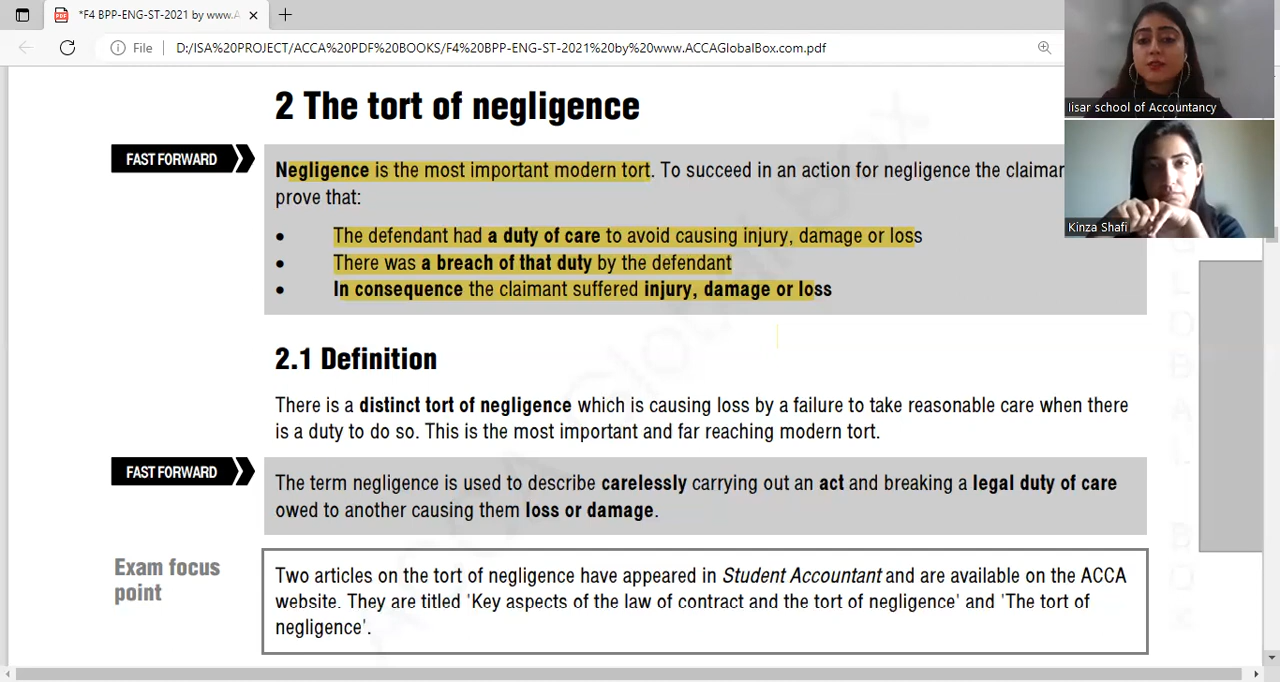 *F4 BPP-ENG-ST-2021 by www.A
File
D:/ISA%20PROJECT/ACCA%20PDF%20BOOKS/F4%20BPP-ENG-ST-2021%20by%20www.ACCAGlobalBox.com.pdf
lisar school of Accountancy
Kinza Shafi
2 The tort of negligence
FAST FORWARD
Negligence is the most important modern tort. To succeed in an action for negligence the claimar
prove that:
• The defendant had a duty of care to avoid causing injury, damage or loss
• There was a breach of that duty by the defendant
• In consequence the claimant suffered injury, damage or loss
2.1 Definition
There is a distinct tort of negligence which is causing loss by a failure to take reasonable care when there
is a duty to do so. This is the most important and far reaching modern tort.
FAST FORWARD
The term negligence is used to describe carelessly carrying out an act and breaking a legal duty of care
owed to another causing them loss or damage.
Exam focus
point
Two articles on the tort of negligence have appeared in Student Accountant and are available on the ACCA
website. They are titled 'Key aspects of the law of contract and the tort of negligence' and 'The tort of
negligence'.
ACCA Global Box